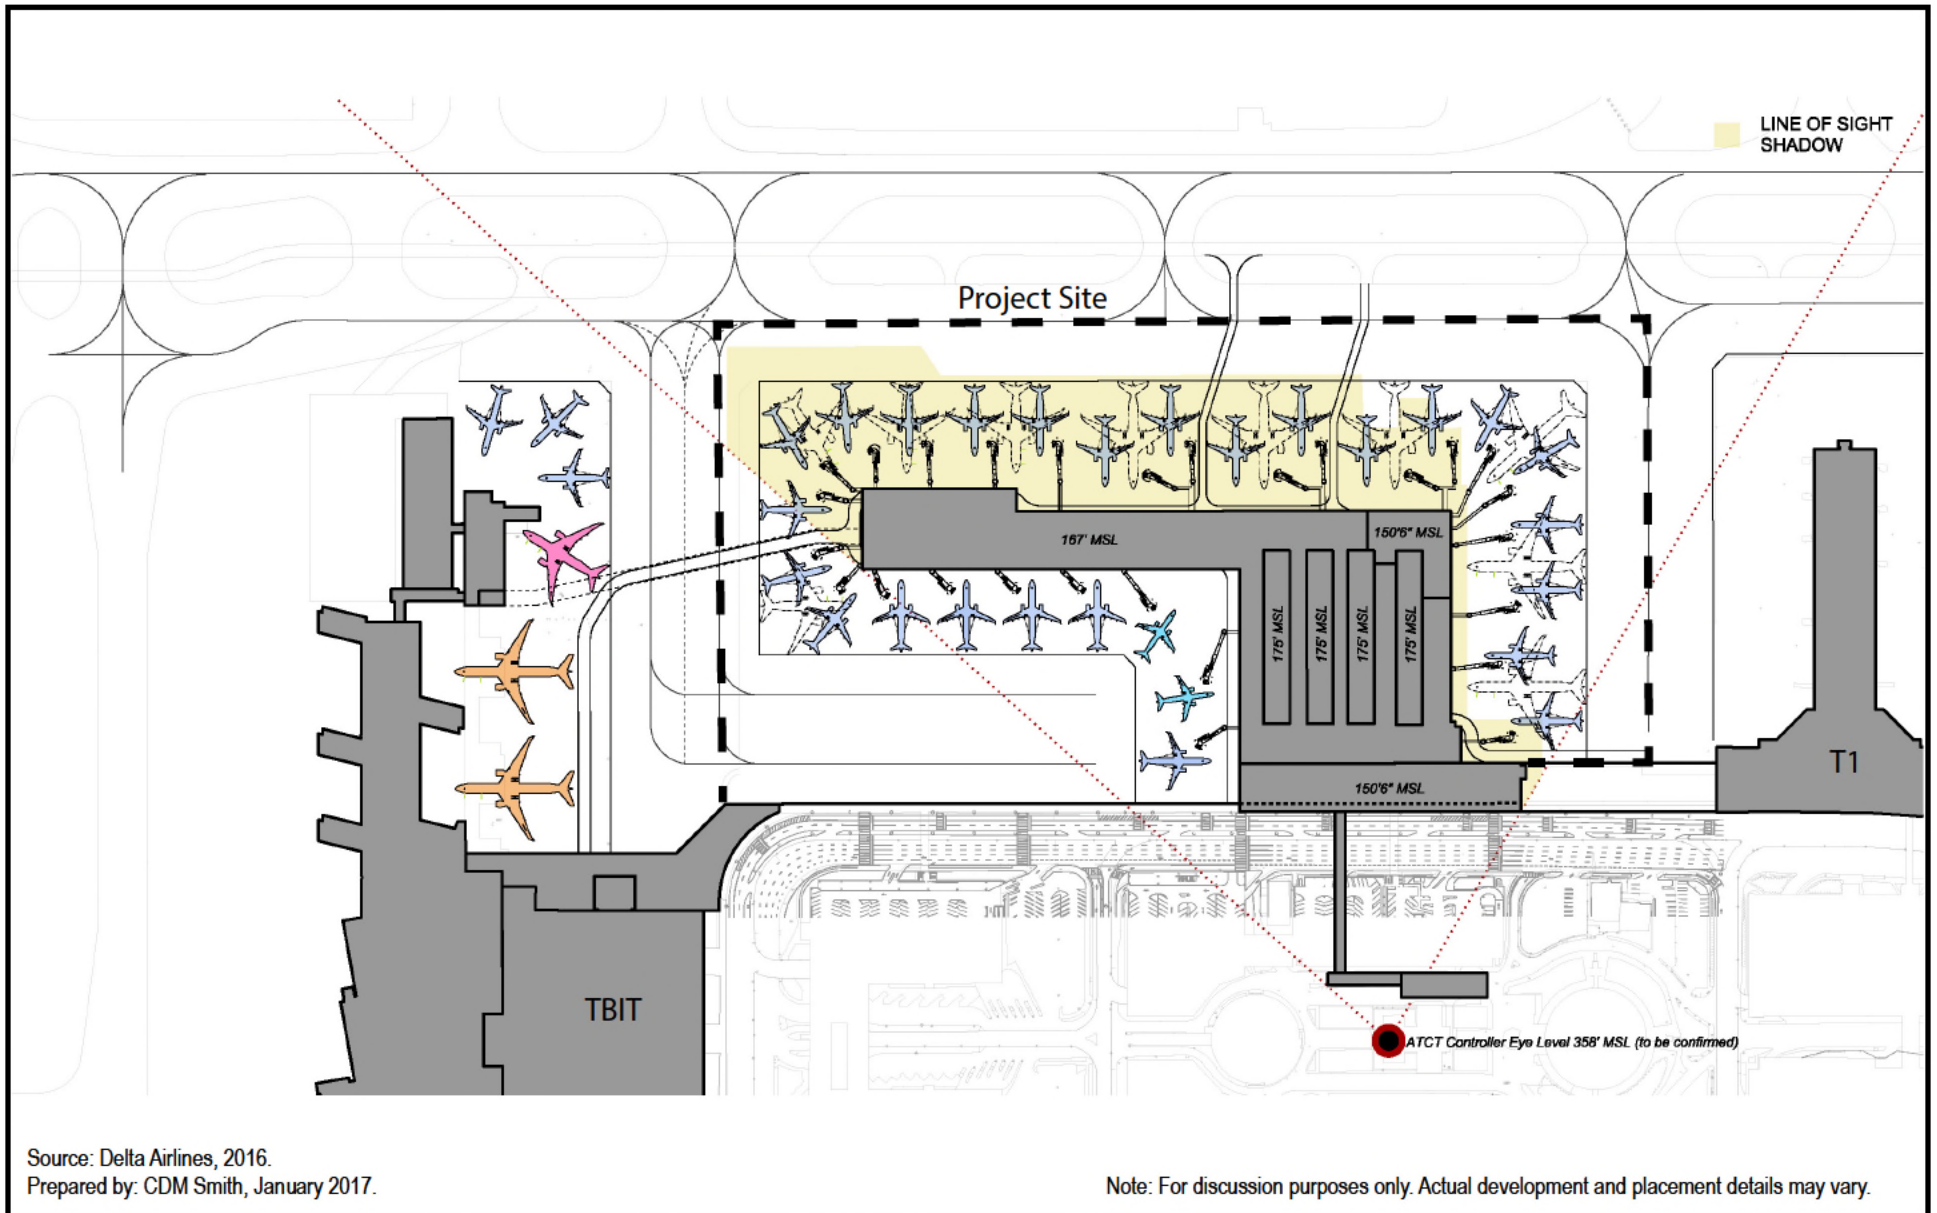 LINE OF SIGHT
SHADOW
Project Site
167' MSL
150'6" MSL
175' MSL
175' MSL
175' MSL
175' MSL
150'6" MSL
T1
TBIT
ATCT Controller Eye Level 358' MSL (to be confirmed)
Source: Delta Airlines, 2016.
Prepared by: CDM Smith, January 2017.
Note: For discussion purposes only. Actual development and placement details may vary.